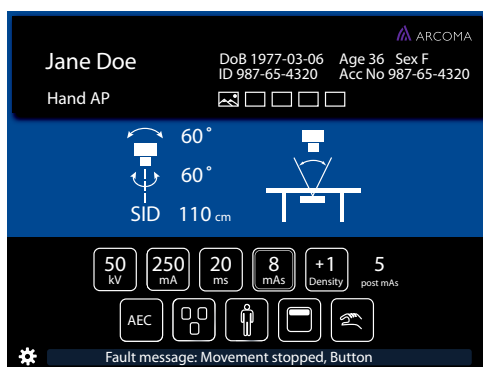 ARCOMA
Jane Doe
DoB 1977-03-06 Age 36 Sex F
ID 987-65-4320 Acc No 987-65-4320
Hand AP
60°
60°
SID 110 cm
50 250 20 8 +1 5
kV mA ms mAs Density post mAs
AEC
Fault message: Movement stopped, Button